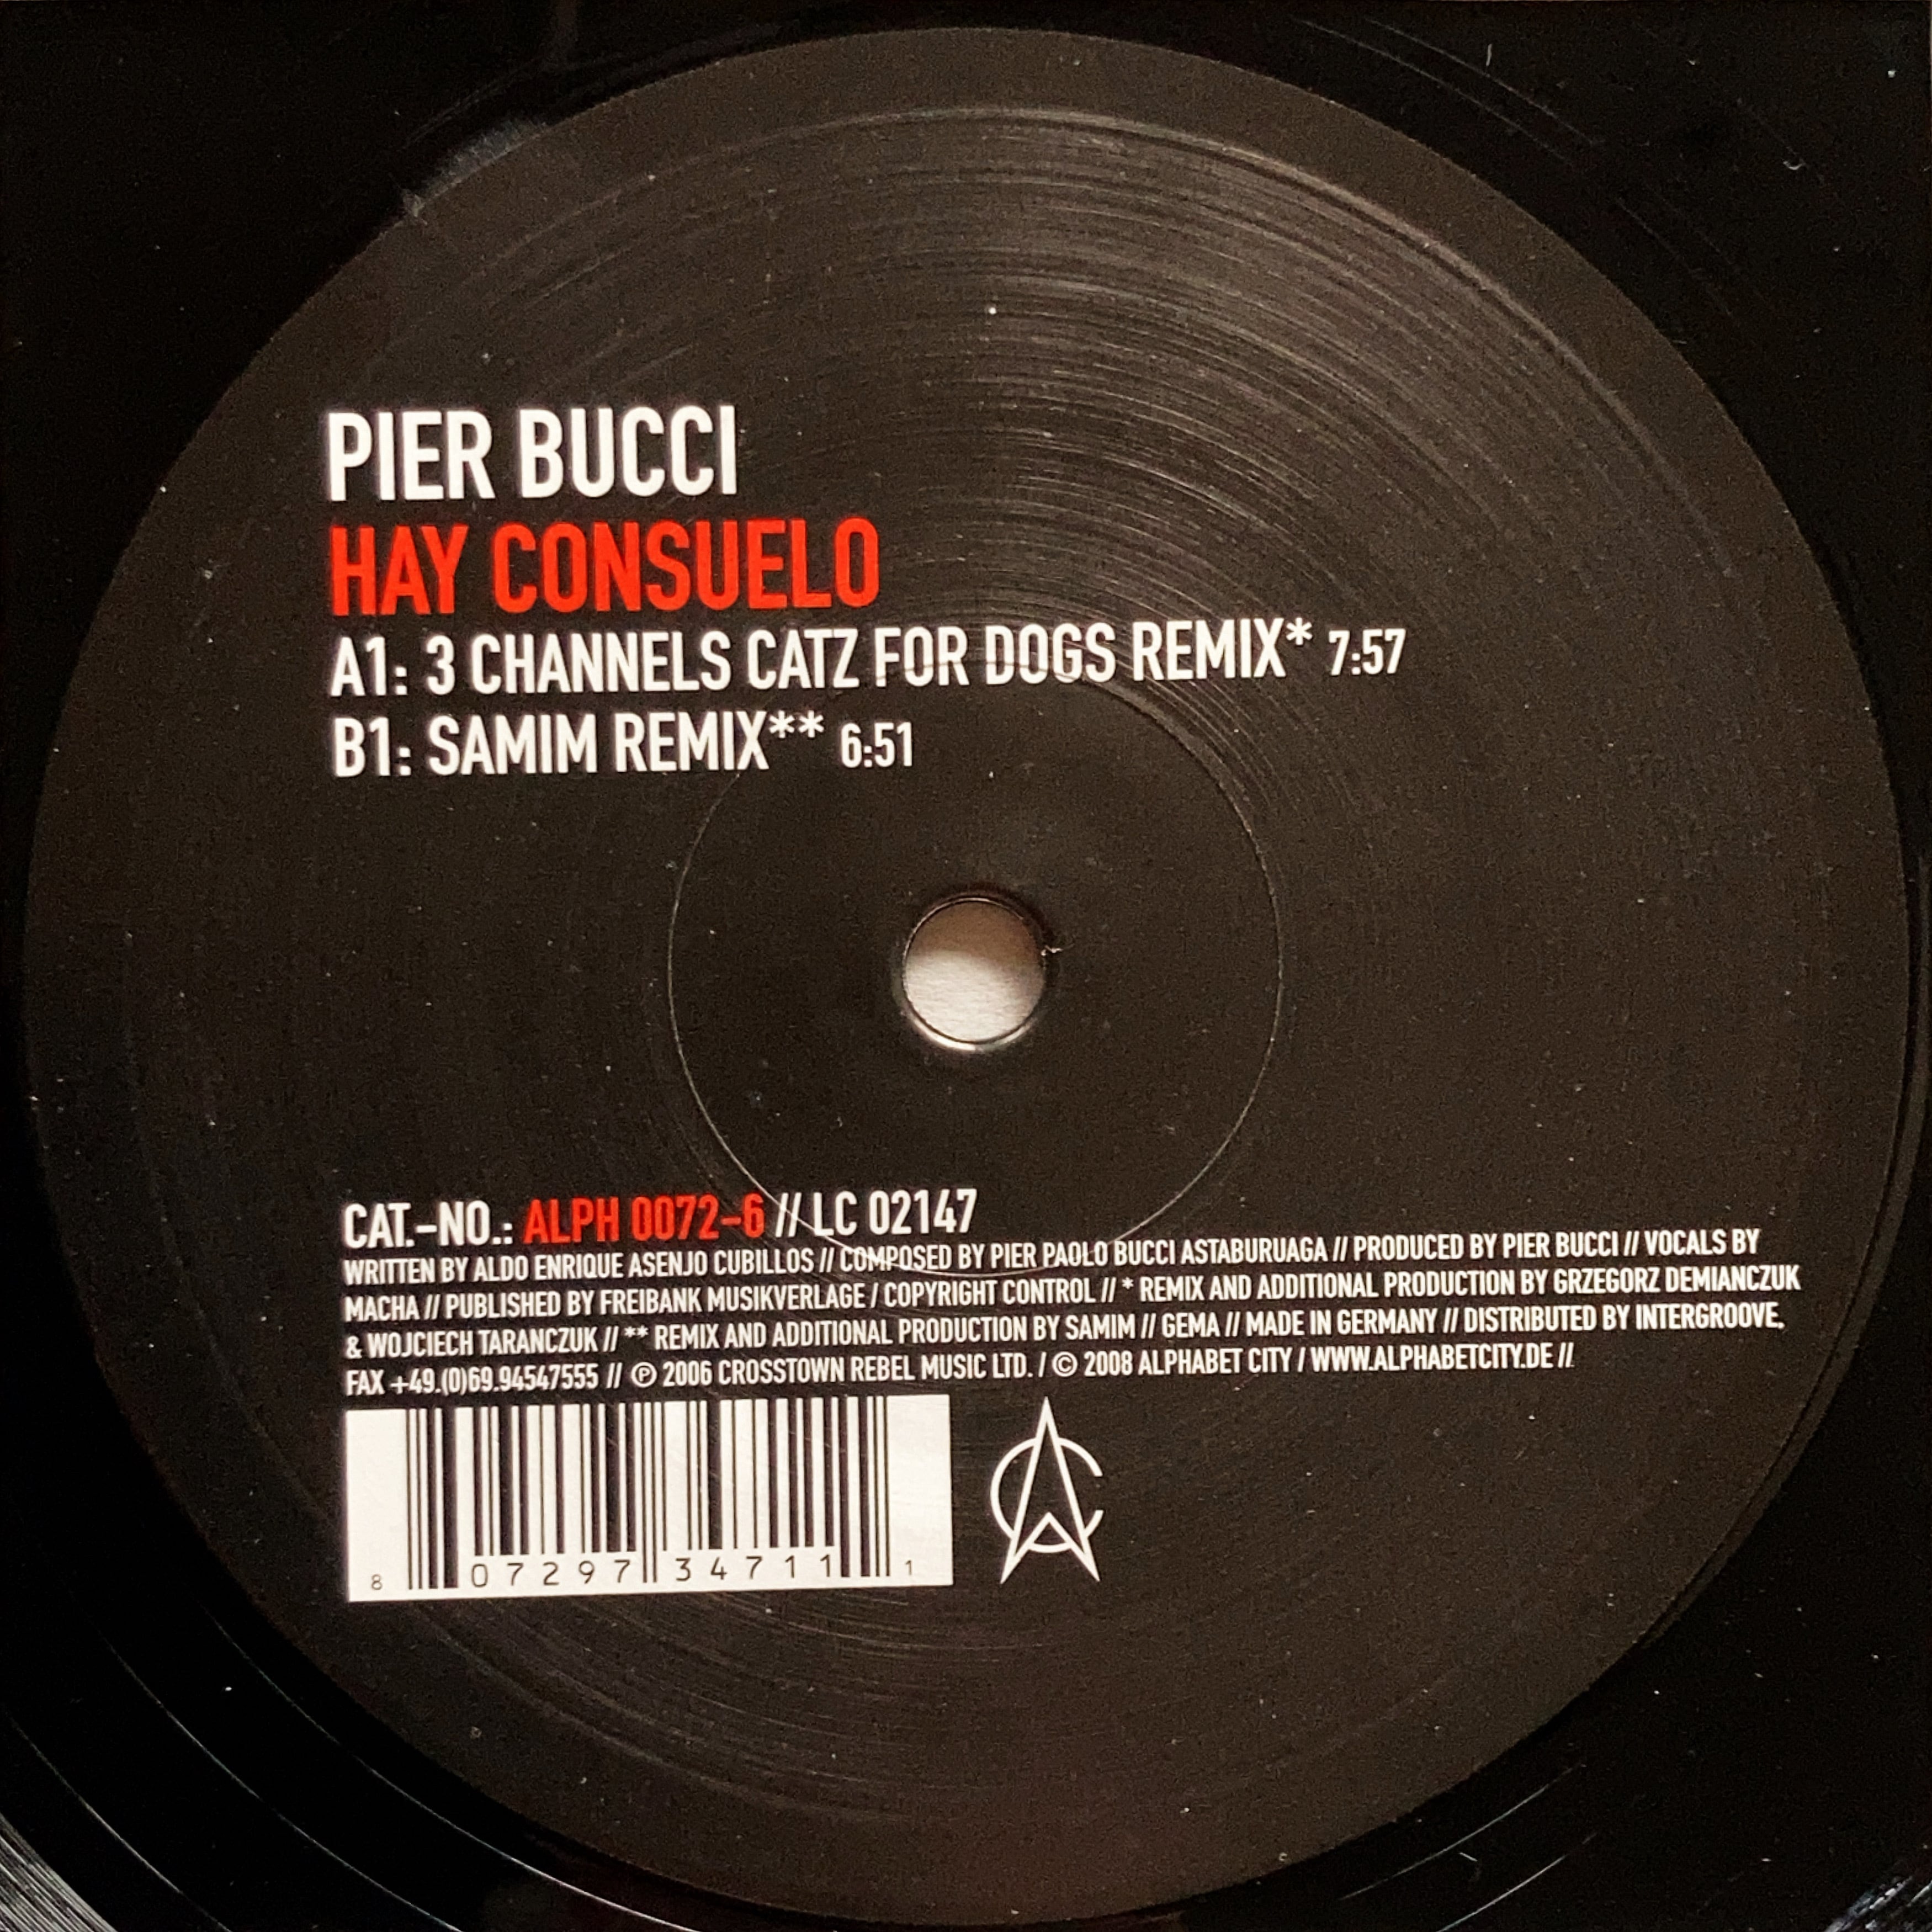 PIER BUCCI
HAY CONSUELO
A1: 3 CHANNELS CATZ FOR DOGS REMIX* 7:57
B1: SAMIM REMIX** 6:51
CAT.-NO.: ALPH 0072-6 // LC 02147
WRITTEN BY ALDO ENRIQUE ASENJO CUBILLOS // COMPOSED BY PIER PAOLO BUCCI ASTABURUAGA // PRODUCED BY PIER BUCCI // VOCALS BY
MACHA // PUBLISHED BY FREIBANK MUSIKVERLAGE / COPYRIGHT CONTROL // * REMIX AND ADDITIONAL PRODUCTION BY GRZEGORZ DEMIANCZUK
& WOJCIECH TARANCZUK // ** REMIX AND ADDITIONAL PRODUCTION BY SAMIM // GEMA // MADE IN GERMANY // DISTRIBUTED BY INTERGROOVE,
FAX +49.(0)69.94547555 // ℗ 2006 CROSSTOWN REBEL MUSIC LTD. / © 2008 ALPHABET CITY / WWW.ALPHABETCITY.DE //
8 07297 34711 1